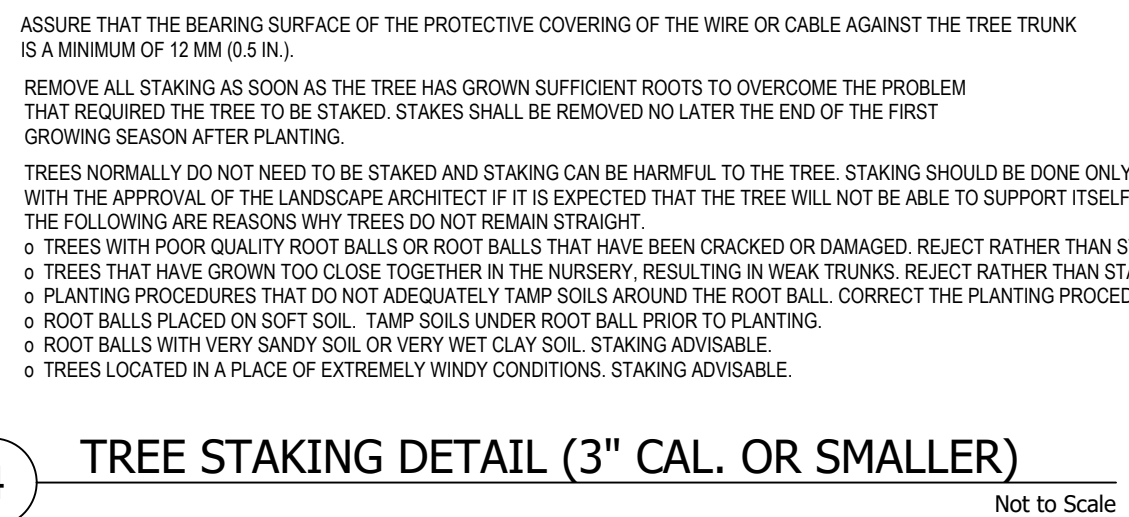 ASSURE THAT THE BEARING SURFACE OF THE PROTECTIVE COVERING OF THE WIRE OR CABLE AGAINST THE TREE TRUNK
IS A MINIMUM OF 12 MM (0.5 IN.).
REMOVE ALL STAKING AS SOON AS THE TREE HAS GROWN SUFFICIENT ROOTS TO OVERCOME THE PROBLEM
THAT REQUIRED THE TREE TO BE STAKED. STAKES SHALL BE REMOVED NO LATER THE END OF THE FIRST
GROWING SEASON AFTER PLANTING.
TREES NORMALLY DO NOT NEED TO BE STAKED AND STAKING CAN BE HARMFUL TO THE TREE. STAKING SHOULD BE DONE ONLY
WITH THE APPROVAL OF THE LANDSCAPE ARCHITECT IF IT IS EXPECTED THAT THE TREE WILL NOT BE ABLE TO SUPPORT ITSELF
THE FOLLOWING ARE REASONS WHY TREES DO NOT REMAIN STRAIGHT.
o TREES WITH POOR QUALITY ROOT BALLS OR ROOT BALLS THAT HAVE BEEN CRACKED OR DAMAGED. REJECT RATHER THAN
o TREES THAT HAVE GROWN TOO CLOSE TOGETHER IN THE NURSERY, RESULTING IN WEAK TRUNKS. REJECT RATHER THAN
o PLANTING PROCEDURES THAT DO NOT ADEQUATELY TAMP SOILS AROUND THE ROOT BALL. CORRECT THE PLANTING
o ROOT BALLS PLACED ON SOFT SOIL. TAMP SOILS UNDER ROOT BALL PRIOR TO PLANTING.
o ROOT BALLS WITH VERY SANDY SOIL OR VERY WET CLAY SOIL. STAKING ADVISABLE.
o TREES LOCATED IN A PLACE OF EXTREMELY WINDY CONDITIONS. STAKING ADVISABLE.
TREE STAKING DETAIL (3" CAL. OR SMALLER)
Not to Scale